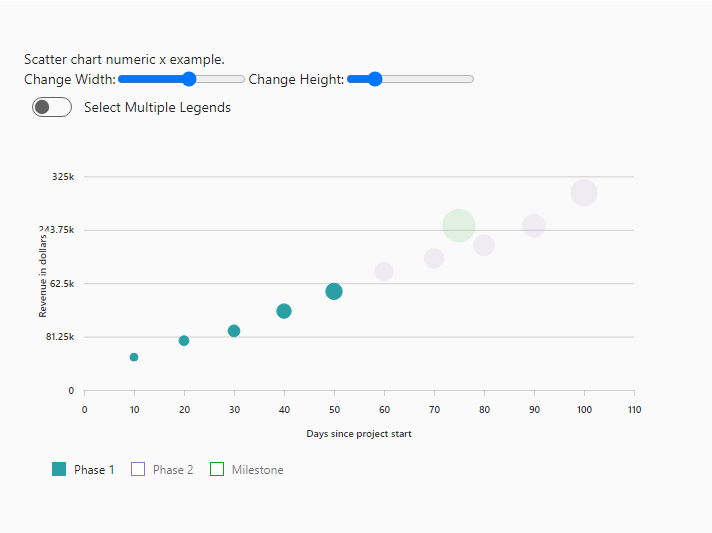 Scatter chart numeric x example.
Change Width: Change Height:
Select Multiple Legends
325k
243.75k
62.5k
81.25k
0
Revenue in dollars
0 10 20 30 40 50 60 70 80 90 100 110
Days since project start
Phase 1 Phase 2 Milestone